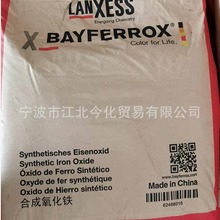 LANXESS
Energizing Chemistry
BAYFERROX®
Color for Life.
宁波市江北今化贸易有限公司
Synthetisches Eisenoxid
Synthetic Iron Oxide
Óxido de Ferro Sintético
Oxyde de fer synthétique
Óxido de Hierro sintético
合成氧化铁
www.bayferrox.com
Made in China